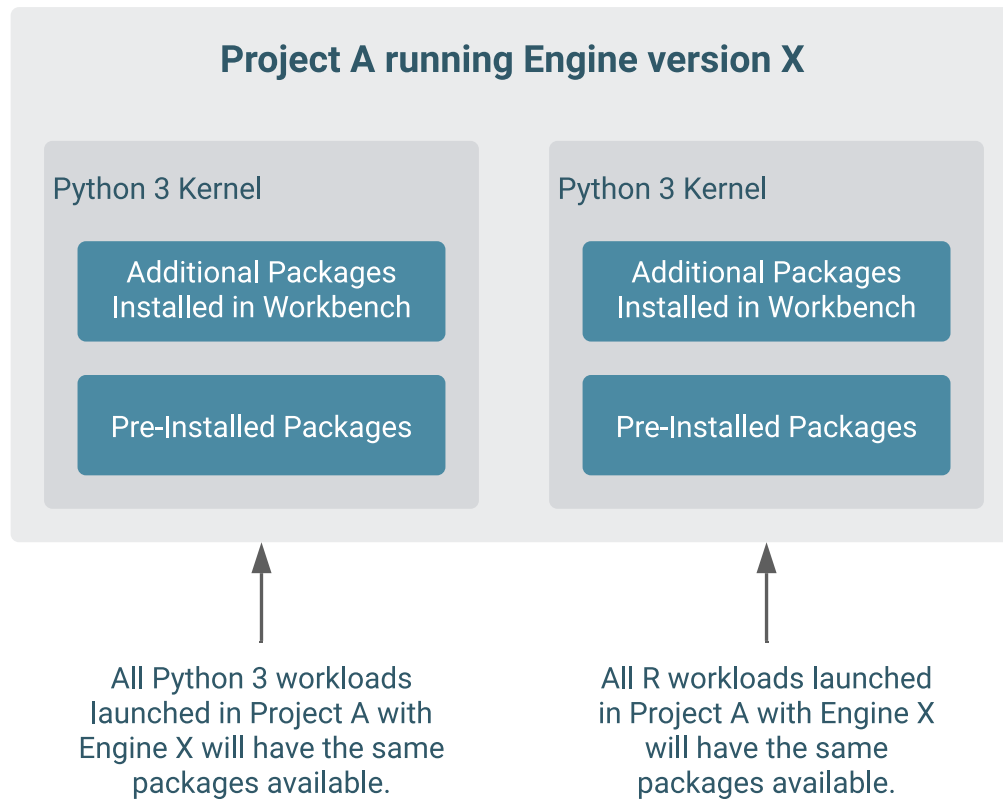 Project A running Engine version X
Python 3 Kernel
Additional Packages
Installed in Workbench
Pre-Installed Packages
Python 3 Kernel
Additional Packages
Installed in Workbench
Pre-Installed Packages
All Python 3 workloads
launched in Project A with
Engine X will have the same
packages available.
All R workloads launched
in Project A with Engine X
will have the same
packages available.